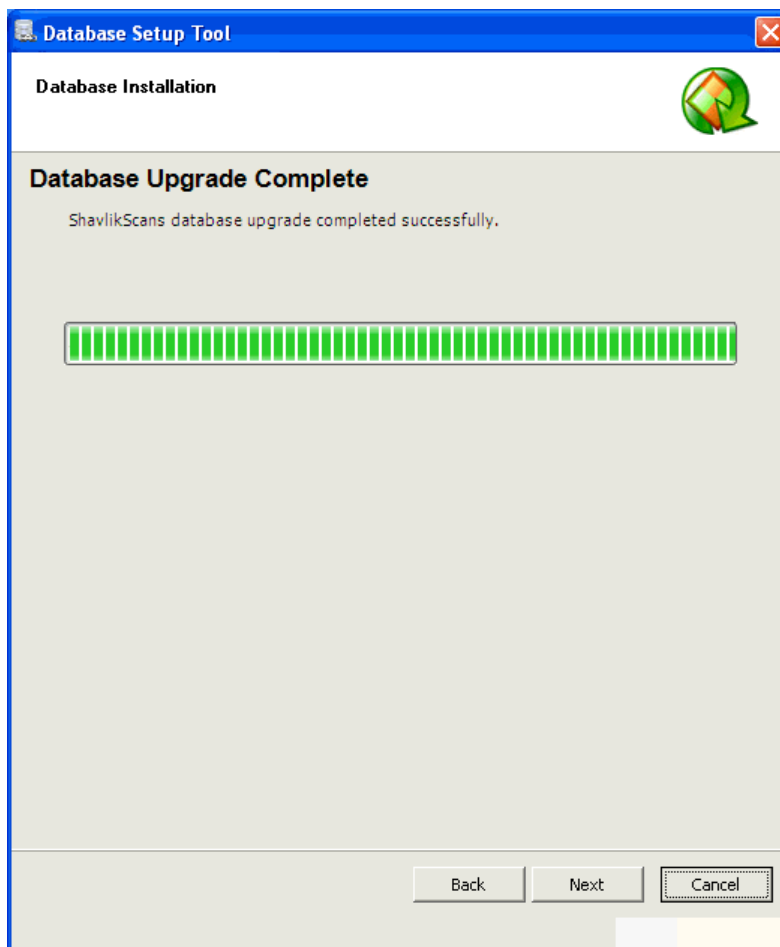 Database Setup Tool
Database Installation
Database Upgrade Complete
ShavlikScans database upgrade completed successfully.
Back Next Cancel